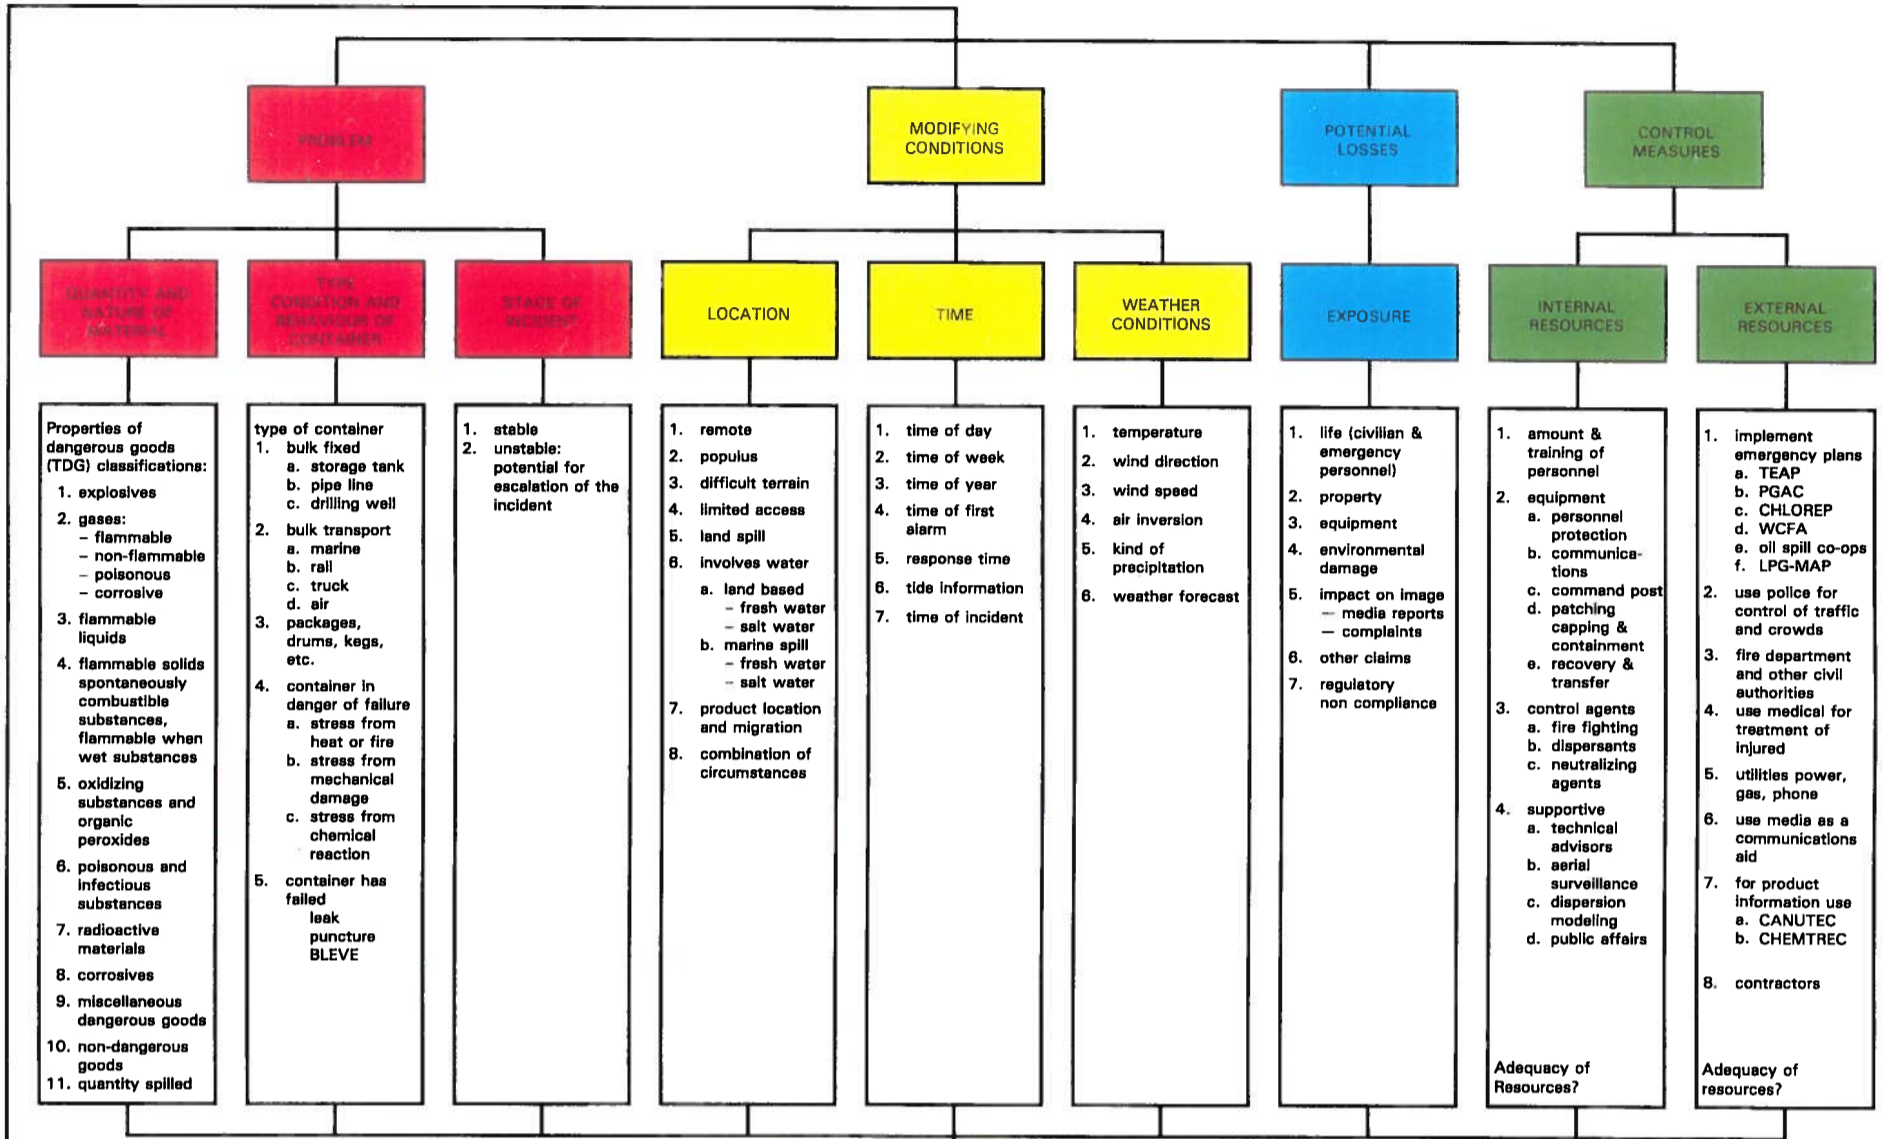 PROBLEM
MODIFYING
CONDITIONS
POTENTIAL
LOSSES
CONTROL
MEASURES
QUANTITY AND
NATURE OF
MATERIAL
TYPE
CONDITION AND
BEHAVIOUR OF
CONTAINER
STAGE OF
INCIDENT
LOCATION
TIME
WEATHER
CONDITIONS
EXPOSURE
INTERNAL
RESOURCES
EXTERNAL
RESOURCES
Properties of
dangerous goods
(TDG) classifications:
1. explosives
2. gases:
– flammable
– non-flammable
– poisonous
– corrosive
3. flammable
liquids
4. flammable solids
spontaneously
combustible
substances,
flammable when
wet substances
5. oxidizing
substances and
organic
peroxides
6. poisonous and
infectious
substances
7. radioactive
materials
8. corrosives
9. miscellaneous
dangerous goods
10. non-dangerous
goods
11. quantity spilled
type of container
1. bulk fixed
a. storage tank
b. pipe line
c. drilling well
2. bulk transport
a. marine
b. rail
c. truck
d. air
3. packages,
drums, kegs,
etc.
4. container in
danger of failure
a. stress from
heat or fire
b. stress from
mechanical
damage
c. stress from
chemical
reaction
5. container has
failed
leak
puncture
BLEVE
1. stable
2. unstable:
potential for
escalation of the
incident
1. remote
2. populus
3. difficult terrain
4. limited access
5. land spill
6. involves water
a. land based
– fresh water
– salt water
b. marine spill
– fresh water
– salt water
7. product location
and migration
8. combination of
circumstances
1. time of day
2. time of week
3. time of year
4. time of first
alarm
5. response time
6. tide information
7. time of incident
1. temperature
2. wind direction
3. wind speed
4. air inversion
5. kind of
precipitation
6. weather forecast
1. life (civilian &
emergency
personnel)
2. property
3. equipment
4. environmental
damage
5. impact on image
— media reports
— complaints
6. other claims
7. regulatory
non compliance
1. amount &
training of
personnel
2. equipment
a. personnel
protection
b. communica-
tions
c. command post
d. patching
capping &
containment
e. recovery &
transfer
3. control agents
a. fire fighting
b. dispersants
c. neutralizing
agents
4. supportive
a. technical
advisors
b. aerial
surveillance
c. dispersion
modeling
d. public affairs
Adequacy of
Resources?
1. implement
emergency plans
a. TEAP
b. PGAC
c. CHLOREP
d. WCFA
e. oil spill co-ops
f. LPG-MAP
2. use police for
control of traffic
and crowds
3. fire department
and other civil
authorities
4. use medical for
treatment of
injured
5. utilities power,
gas, phone
6. use media as a
communications
aid
7. for product
information use
a. CANUTEC
b. CHEMTREC
8. contractors
Adequacy of
resources?